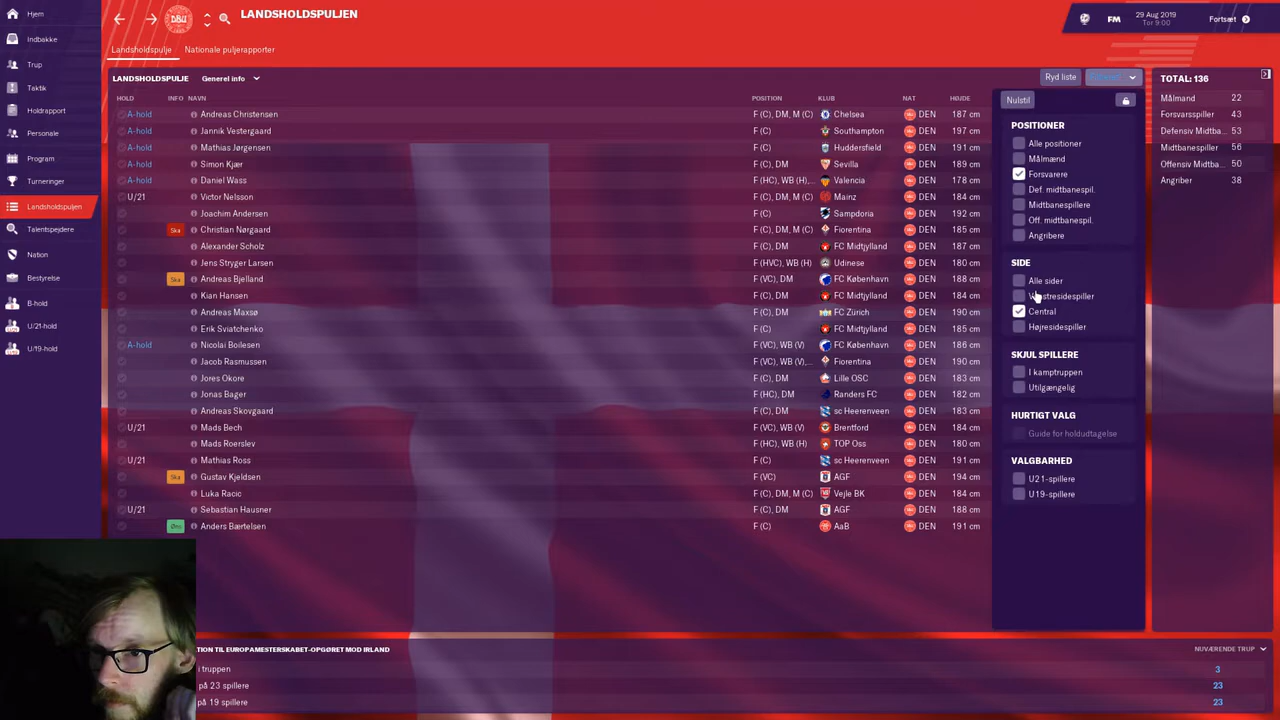 LANDSHOLDSPULJEN
Landsholdspulje Nationale puljerapporter
DBU
FM
29 Aug 2019
Tor 9:00
Fortsæt
Hjem
Indbakke
Trup
Taktik
Holdrapport
Personale
Program
Turneringer
Landsholdspuljen
Talentspejdere
Nation
Bestyrelse
B-hold
U/21-hold
U/19-hold
LANDSHOLDSPULJE Generel info
Ryd liste
HOLD INFO NAVN POSITION KLUB NAT HØJDE
A-hold Andreas Christensen F (C), DM, M (C) Chelsea DEN 187 cm
A-hold Jannik Vestergaard F (C) Southampton DEN 197 cm
A-hold Mathias Jørgensen F (C) Huddersfield DEN 191 cm
A-hold Simon Kjær F (C), DM Sevilla DEN 189 cm
A-hold Daniel Wass F (HC), WB (H),... Valencia DEN 178 cm
U/21 Victor Nelsson F (C), DM, M (C) Mainz DEN 184 cm
Joachim Andersen F (C) Sampdoria DEN 192 cm
Ska Christian Nørgaard F (C), DM, M (C) Fiorentina DEN 185 cm
Alexander Scholz F (C), DM FC Midtjylland DEN 187 cm
Jens Stryger Larsen F (HVC), WB (H) Udinese DEN 180 cm
Ska Andreas Bjelland F (VC), DM FC København DEN 188 cm
Kian Hansen F (C), DM FC Midtjylland DEN 184 cm
Andreas Maxsø F (C), DM FC Zürich DEN 190 cm
Erik Sviatchenko F (C) FC Midtjylland DEN 185 cm
A-hold Nicolai Boilesen F (VC), WB (V) FC København DEN 186 cm
Jacob Rasmussen F (VC), WB (V),... Fiorentina DEN 190 cm
Jores Okore F (C), DM Lille OSC DEN 183 cm
Jonas Bager F (HC), DM Randers FC DEN 182 cm
Andreas Skovgaard F (C), DM sc Heerenveen DEN 183 cm
U/21 Mads Bech F (VC), WB (V) Brentford DEN 184 cm
Mads Roerslev F (HC), WB (H) TOP Oss DEN 180 cm
U/21 Mathias Ross F (C) sc Heerenveen DEN 191 cm
Ska Gustav Kjeldsen F (VC) AGF DEN 194 cm
Luka Racic F (C), DM, M (C) Vejle BK DEN 184 cm
U/21 Sebastian Hausner F (C), DM AGF DEN 188 cm
Anders Bærtelsen F (C) AaB DEN 191 cm
Nulstil
POSITIONER
Alle positioner
Målmænd
Forsvarere
Def. midtbanespil.
Midtbanespillere
Off. midtbanespil.
Angribere
SIDE
Alle sider
Central
Højresidespiller
SKJUL SPILLERE
I kamptruppen
Utilgængelig
HURTIGT VALG
Guide for holdudtagelse
VALGBARHED
U21-spillere
U19-spillere
TOTAL: 136
Målmand 22
Forsvarsspiller 43
Defensiv Midtba... 53
Midtbanespiller 56
Offensiv Midtba... 50
Angriber 38
TION TIL EUROPAMESTERSKABET-OPGØRET MOD IRLAND NUVÆRENDE TRUP
i truppen 3
på 23 spillere 23
på 19 spillere 23